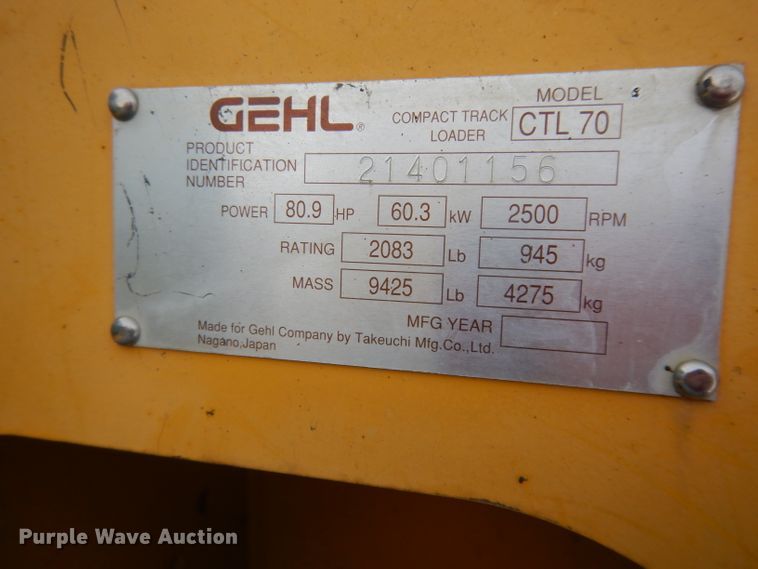 GEHL®
COMPACT TRACK LOADER
MODEL
CTL 70
PRODUCT IDENTIFICATION NUMBER
21401156
POWER 80.9 HP 60.3 kW 2500 RPM
RATING 2083 Lb 945 kg
MASS 9425 Lb 4275 kg
MFG YEAR
Made for Gehl Company by Takeuchi Mfg.Co.,Ltd.
Nagano,Japan
Purple Wave Auction®